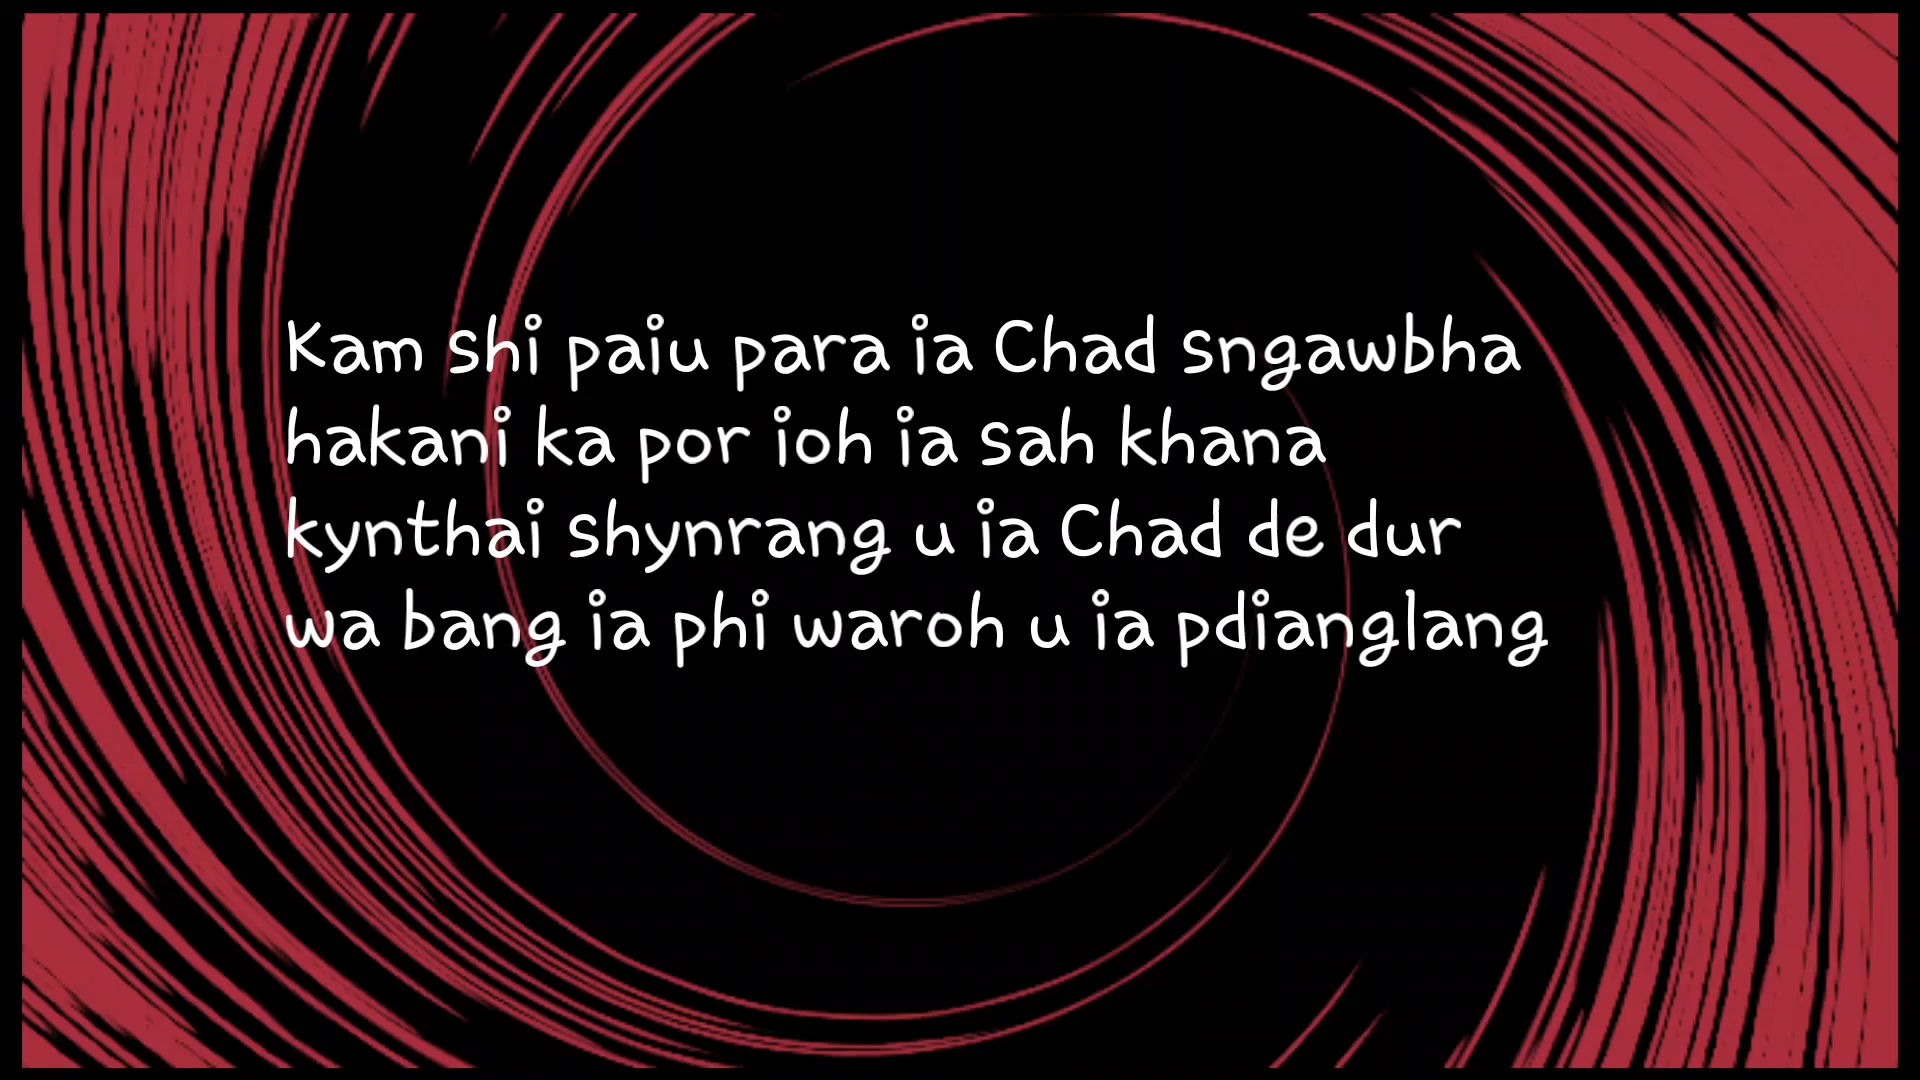 Kam shi paiu para ia Chad sngawbha
hakani ka por ioh ia sah khana
kynthai shynrang u ia Chad de dur
wa bang ia phi waroh u ia pdianglang